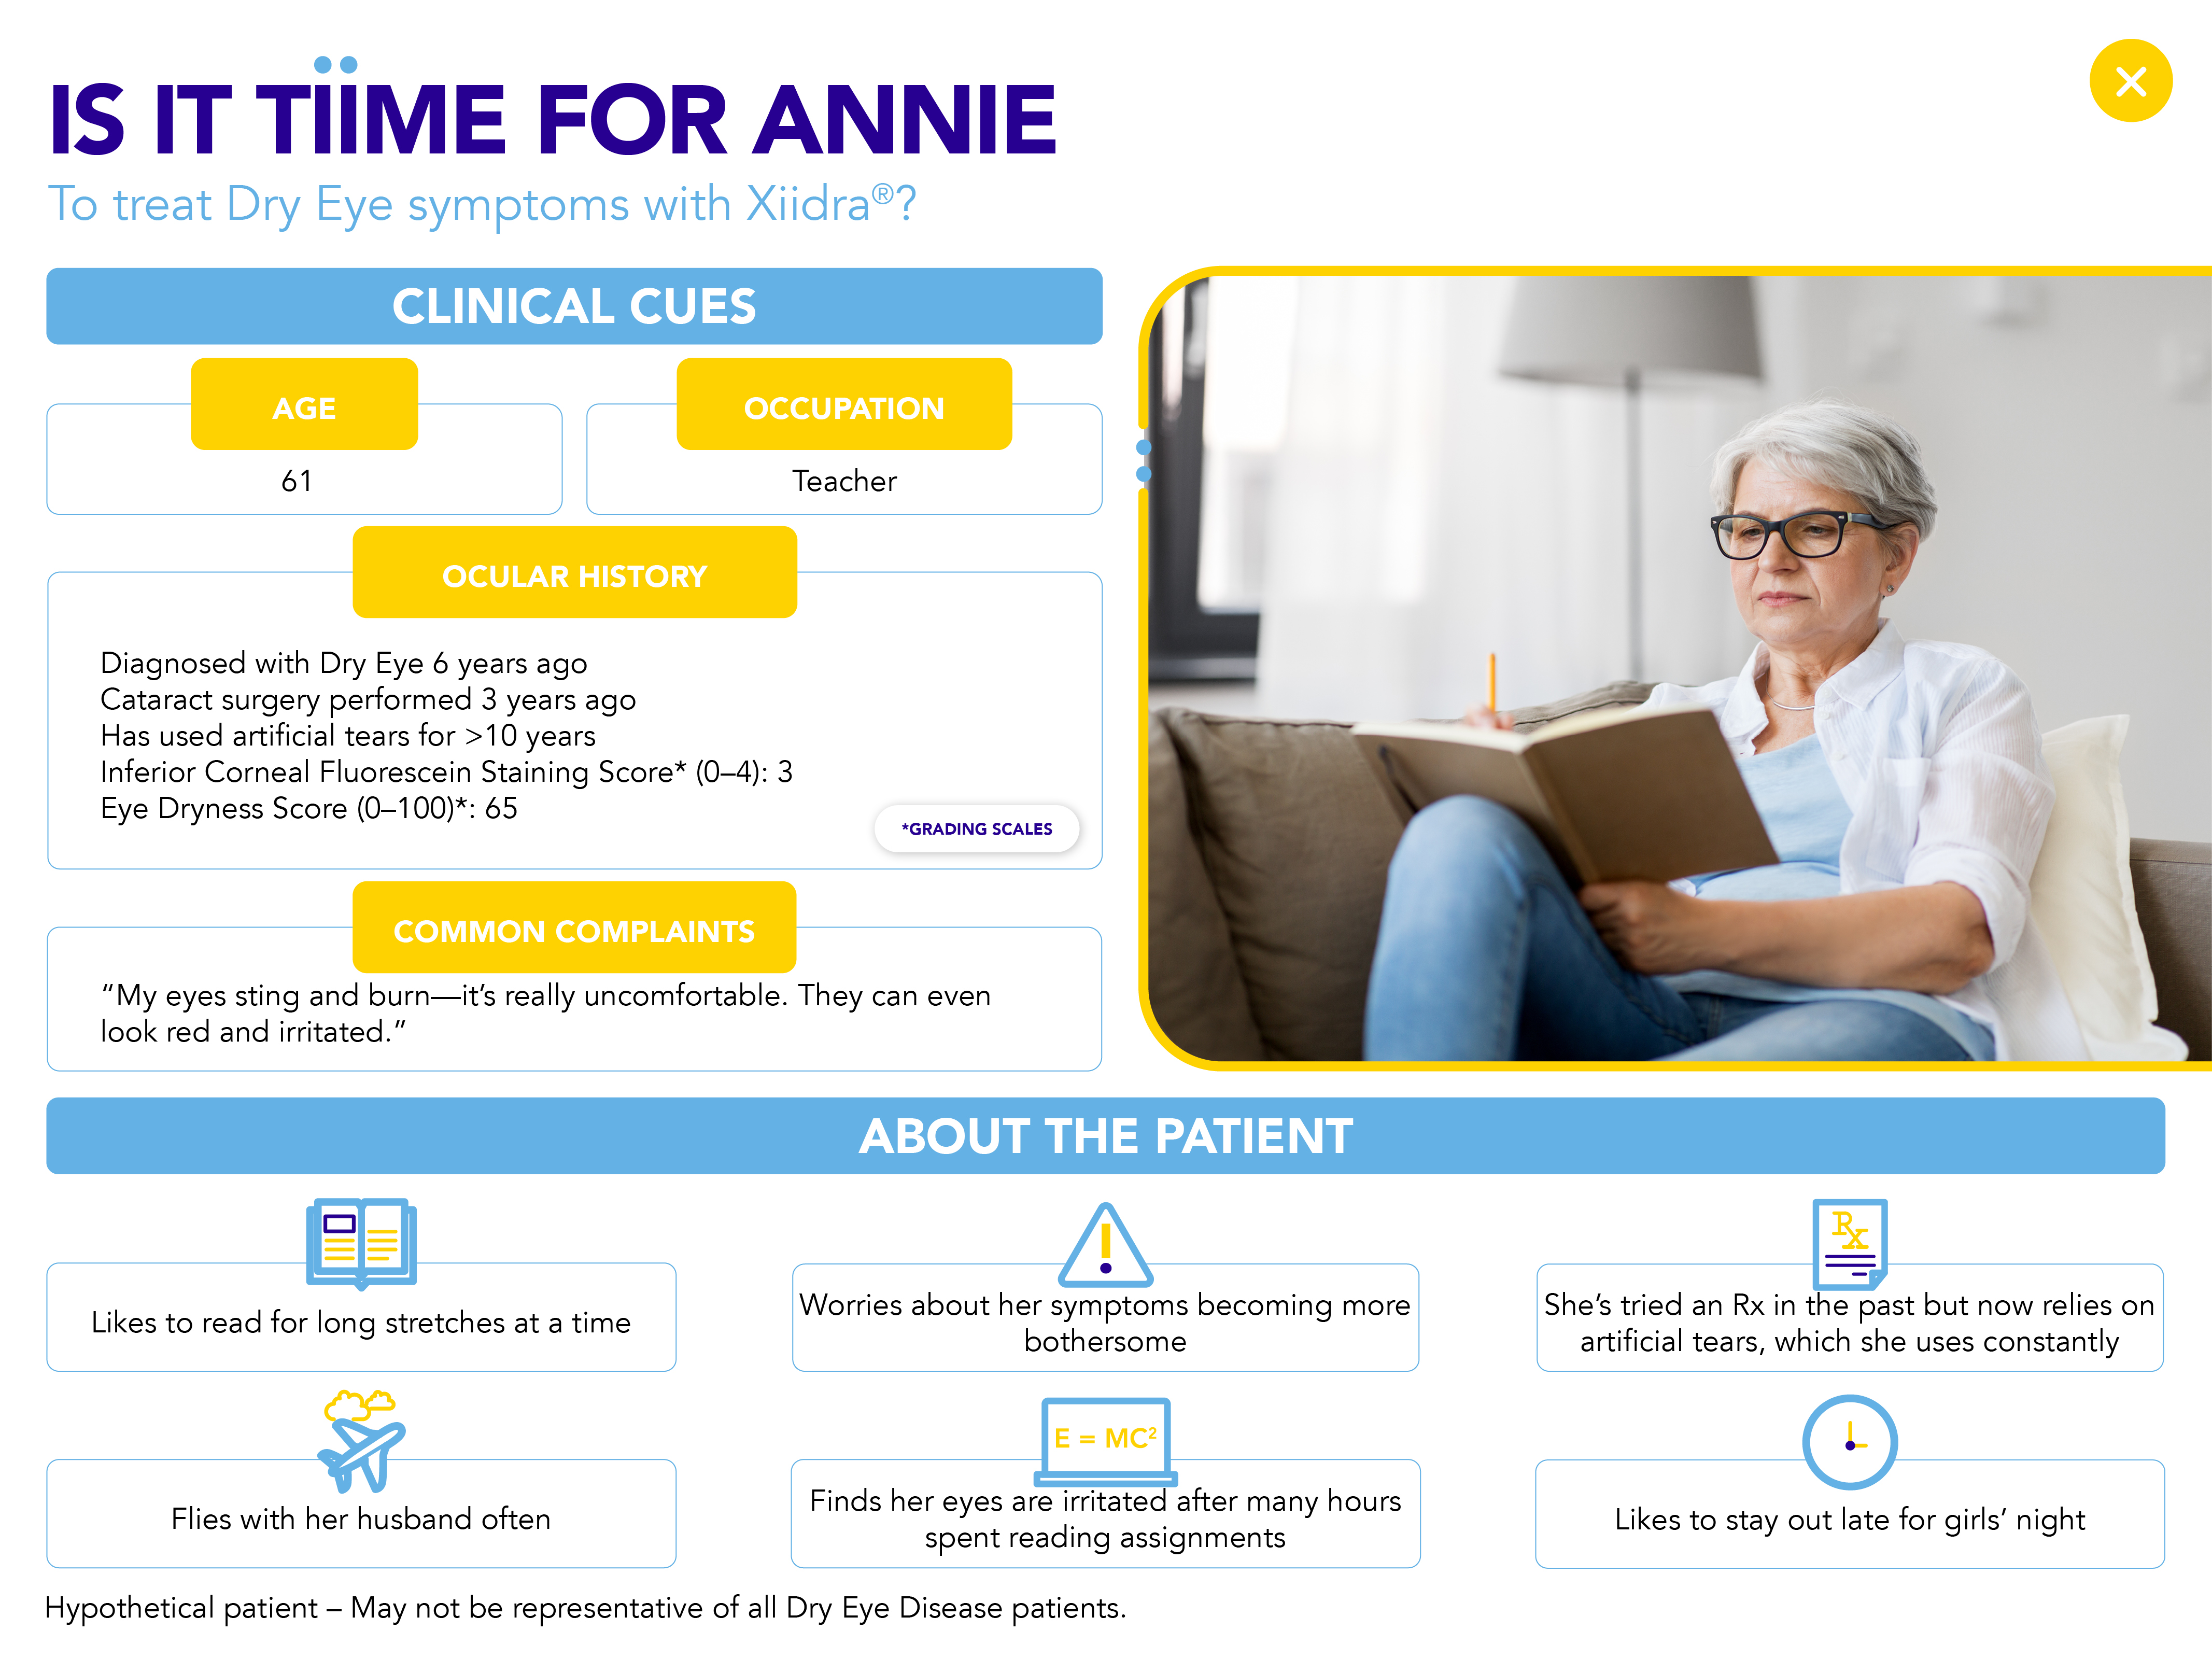 IS IT TïïME FOR ANNIE
To treat Dry Eye symptoms with Xiidra®?
CLINICAL CUES
AGE
61
OCCUPATION
Teacher
OCULAR HISTORY
Diagnosed with Dry Eye 6 years ago
Cataract surgery performed 3 years ago
Has used artificial tears for >10 years
Inferior Corneal Fluorescein Staining Score* (0–4): 3
Eye Dryness Score (0–100)*: 65
*GRADING SCALES
COMMON COMPLAINTS
“My eyes sting and burn—it’s really uncomfortable. They can even
look red and irritated.”
ABOUT THE PATIENT
Likes to read for long stretches at a time
Worries about her symptoms becoming more
bothersome
Rx
She’s tried an Rx in the past but now relies on
artificial tears, which she uses constantly
Flies with her husband often
E = MC²
Finds her eyes are irritated after many hours
spent reading assignments
Likes to stay out late for girls’ night
Hypothetical patient – May not be representative of all Dry Eye Disease patients.